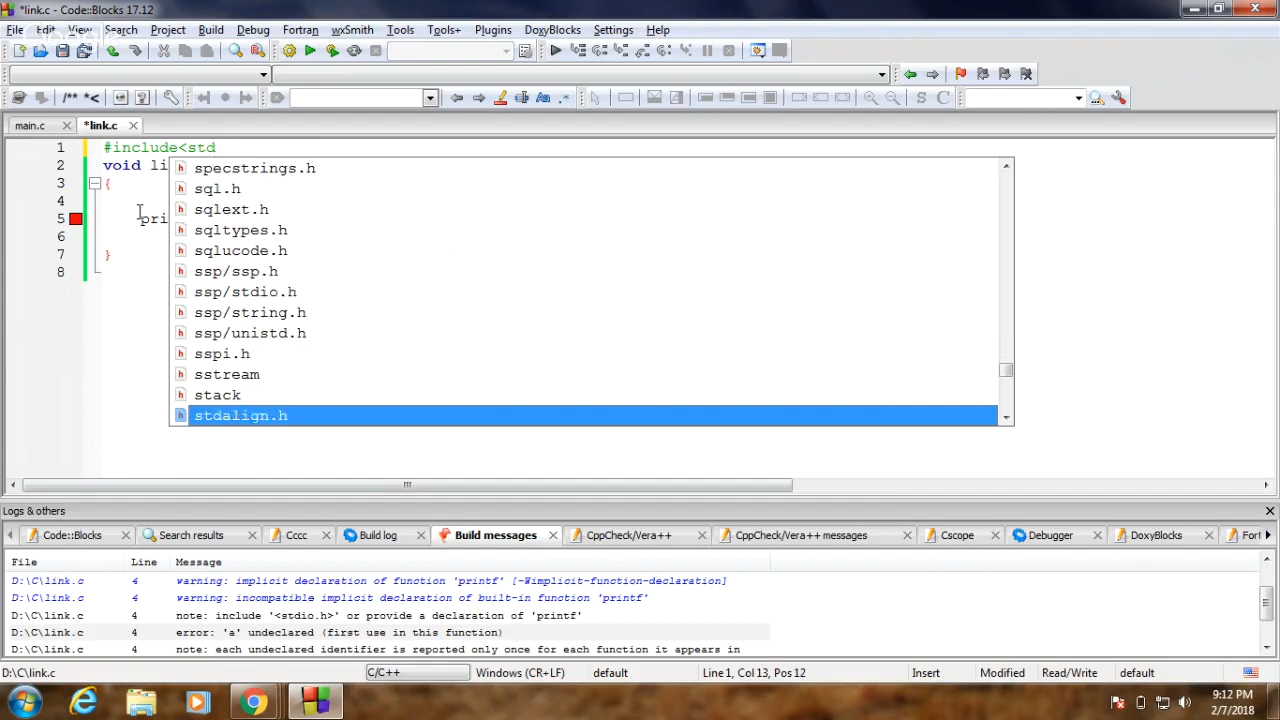 *link.c - Code::Blocks 17.12
File Edit View Search Project Build Debug Fortran wxSmith Tools Tools+ Plugins DoxyBlocks Settings Help
/** *<
S C
main.c *link.c
1 #include<std
2 void li
3 {
4
5 pri
6
7 }
8
specstrings.h
sql.h
sqlext.h
sqltypes.h
sqlucode.h
ssp/ssp.h
ssp/stdio.h
ssp/string.h
ssp/unistd.h
sspi.h
sstream
stack
stdalign.h
Logs & others
Code::Blocks Search results Cccc Build log Build messages CppCheck/Vera++ CppCheck/Vera++ messages Cscope Debugger DoxyBlocks Fort
File Line Message
D:\C\link.c 4 warning: implicit declaration of function 'printf' [-Wimplicit-function-declaration]
D:\C\link.c 4 warning: incompatible implicit declaration of built-in function 'printf'
D:\C\link.c 4 note: include '<stdio.h>' or provide a declaration of 'printf'
D:\C\link.c 4 error: 'a' undeclared (first use in this function)
D:\C\link.c 4 note: each undeclared identifier is reported only once for each function it appears in
D:\C\link.c C/C++ Windows (CR+LF) default Line 1, Col 13, Pos 12 Insert Modified Read/Write default
9:12 PM
2/7/2018